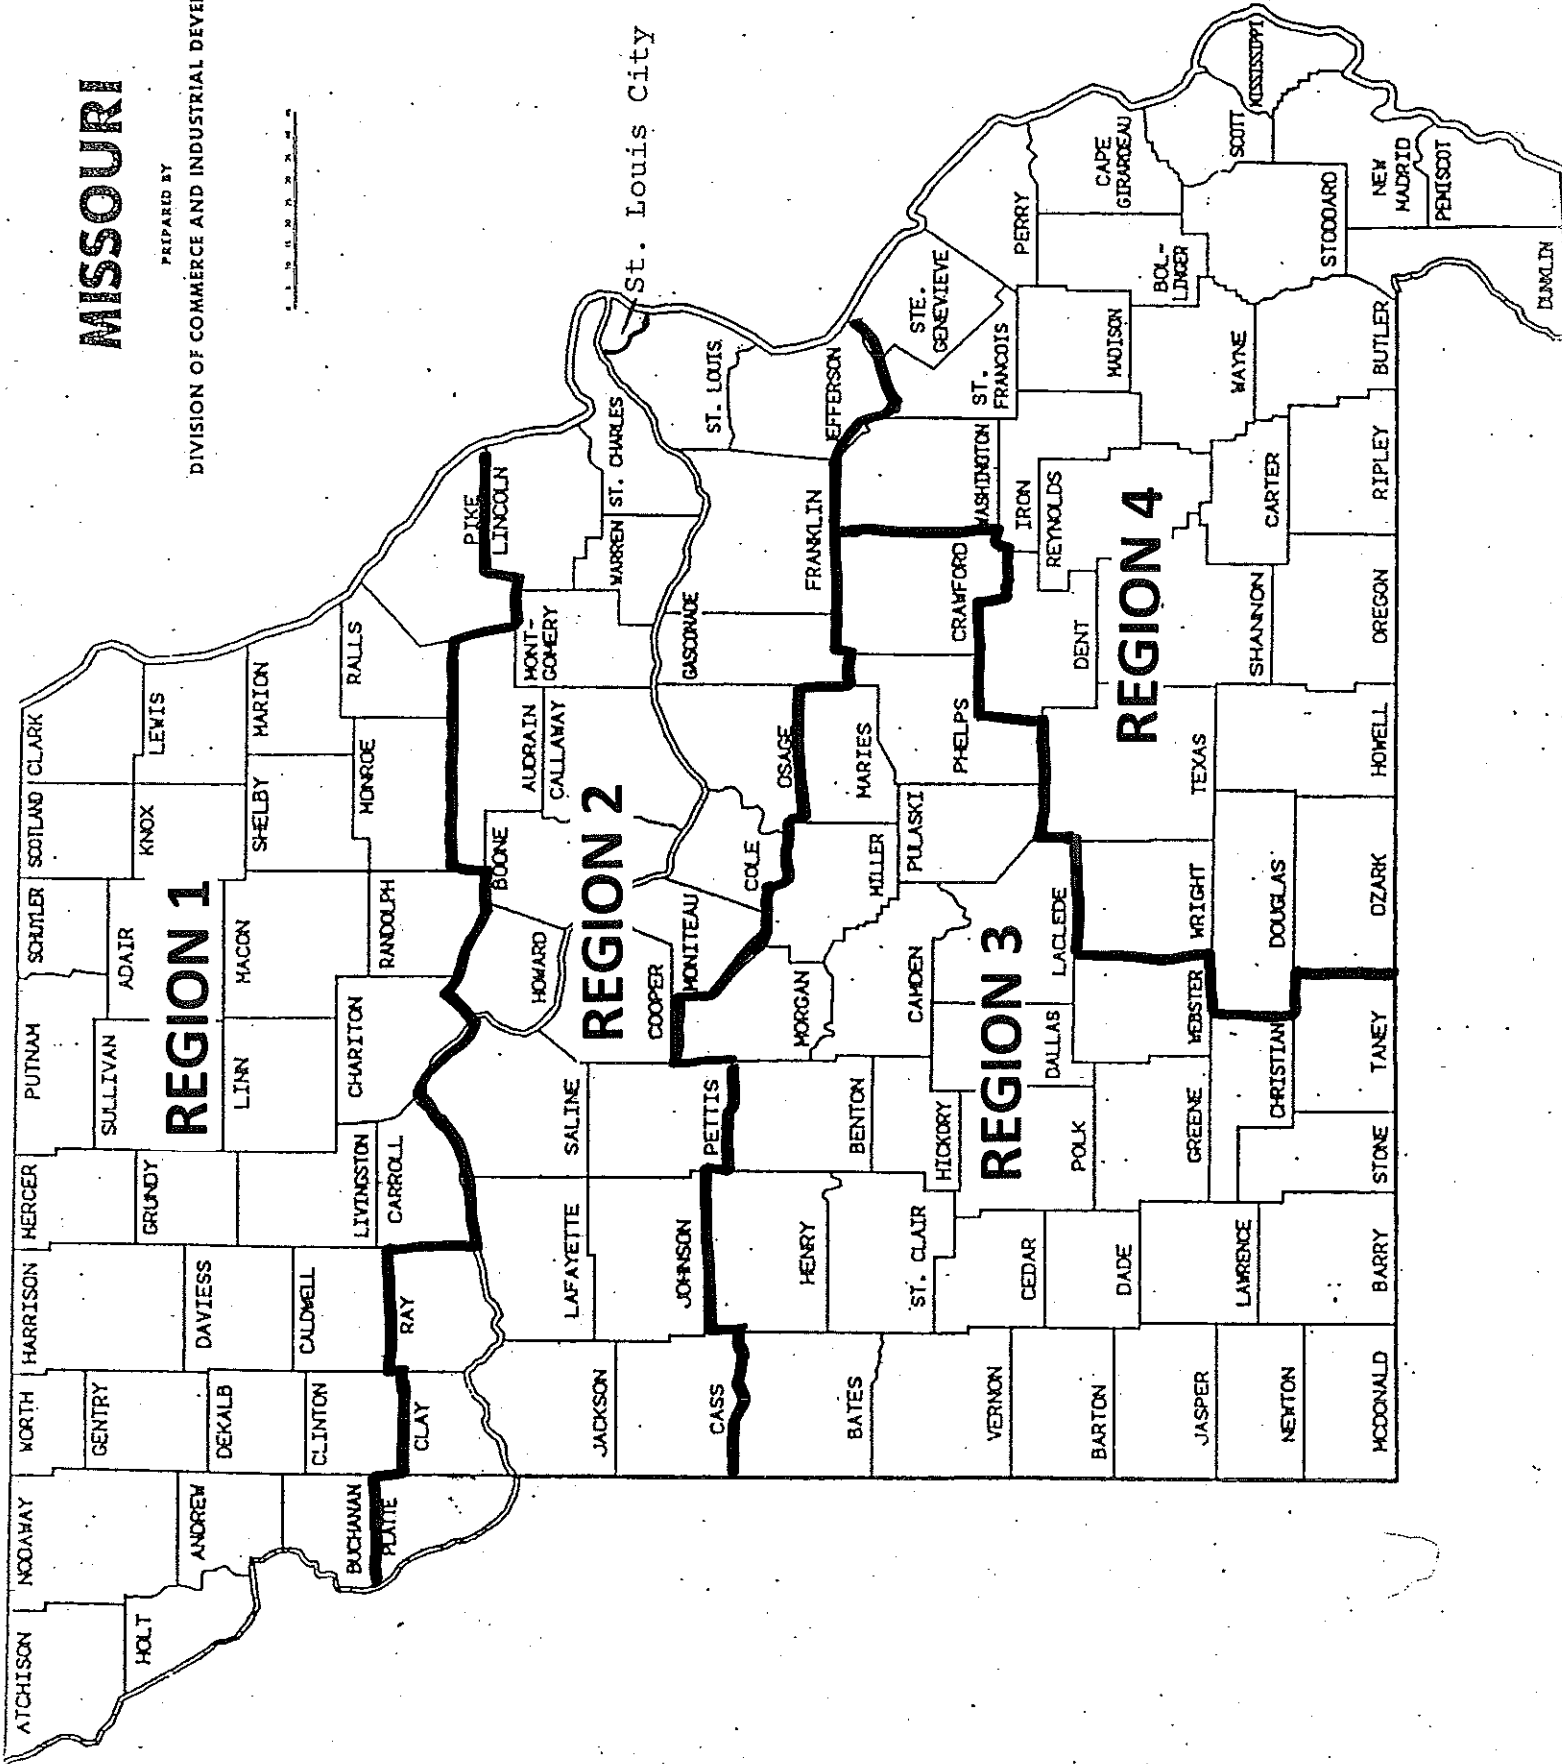 MISSOURI
PREPARED BY
DIVISION OF COMMERCE AND INDUSTRIAL
St. Louis City
ATCHISON
NODAWAY
WORTH
HARRISON
MERCER
PUTNAM
SCHUYLER
SCOTLAND
CLARK
HOLT
ANDREW
GENTRY
DEKALB
DAVIESS
GRUNDY
SULLIVAN
ADAIR
KNOX
LEWIS
REGION 1
BUCHANAN
CLINTON
CALDWELL
LIVINGSTON
LINN
MACON
SHELBY
MARION
PLATTE
CLAY
RAY
CARROLL
CHARITON
RANDOLPH
MONROE
RALLS
PIKE
LINCOLN
JACKSON
LAFAYETTE
SALINE
HOWARD
BOONE
AUDRAIN
CALLAWAY
MONT-
GOMERY
WARREN
ST. CHARLES
REGION 2
CASS
JOHNSON
PETTIS
COOPER
MONITEAU
COLE
OSAGE
GASCONADE
FRANKLIN
ST. LOUIS
JEFFERSON
BATES
HENRY
BENTON
MORGAN
MILLER
MARIES
CAMDEN
PULASKI
PHELPS
CRAWFORD
WASHINGTON
ST.
FRANCOIS
STE.
GENEVIEVE
PERRY
VERNON
ST. CLAIR
HICKORY
REGION 3
DALLAS
LACLEDE
DENT
IRON
REYNOLDS
MADISON
BOL-
LINGER
CAPE
GIRARDEAU
BARTON
CEDAR
DADE
POLK
REGION 4
JASPER
LAWRENCE
GREENE
WEBSTER
WRIGHT
TEXAS
SHANNON
CARTER
WAYNE
STODDARD
SCOTT
MISSISSIPPI
NEWTON
CHRISTIAN
DOUGLAS
MCDONALD
BARRY
STONE
TANEY
OZARK
HOWELL
OREGON
RIPLEY
BUTLER
NEW
MADRID
PEMISCOT
DUNKLIN